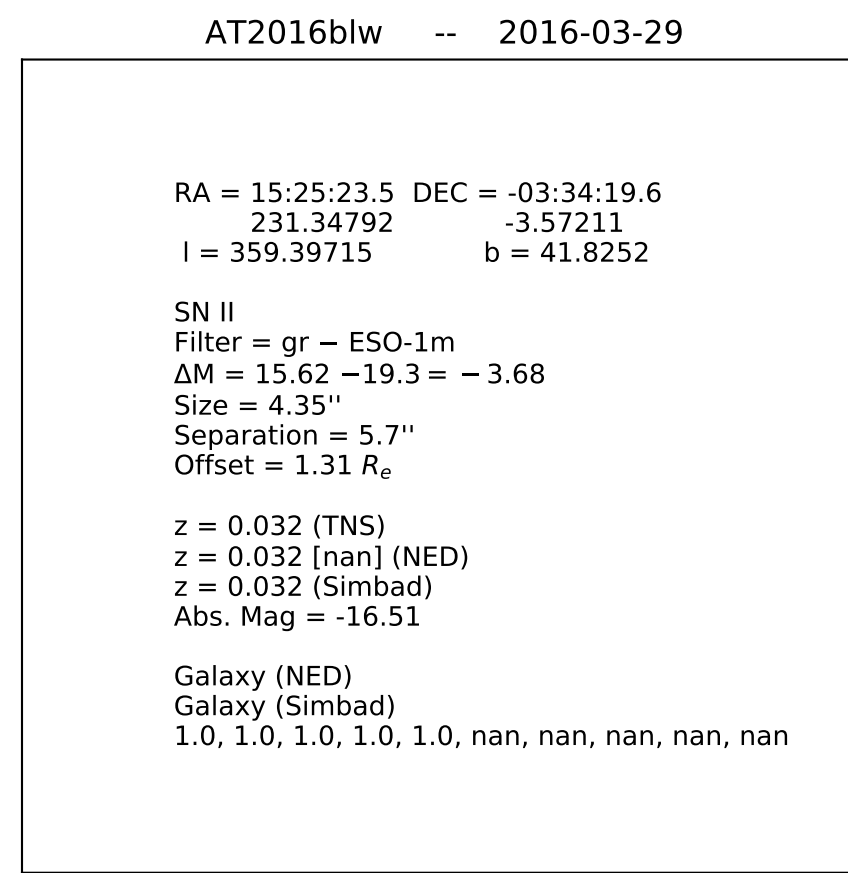 AT2016blw -- 2016-03-29
RA = 15:25:23.5 DEC = -03:34:19.6
231.34792 -3.57211
l = 359.39715 b = 41.8252
SN II
Filter = gr − ESO-1m
ΔM = 15.62 −19.3 = − 3.68
Size = 4.35''
Separation = 5.7''
Offset = 1.31 Rₑ
z = 0.032 (TNS)
z = 0.032 [nan] (NED)
z = 0.032 (Simbad)
Abs. Mag = -16.51
Galaxy (NED)
Galaxy (Simbad)
1.0, 1.0, 1.0, 1.0, 1.0, nan, nan, nan, nan, nan